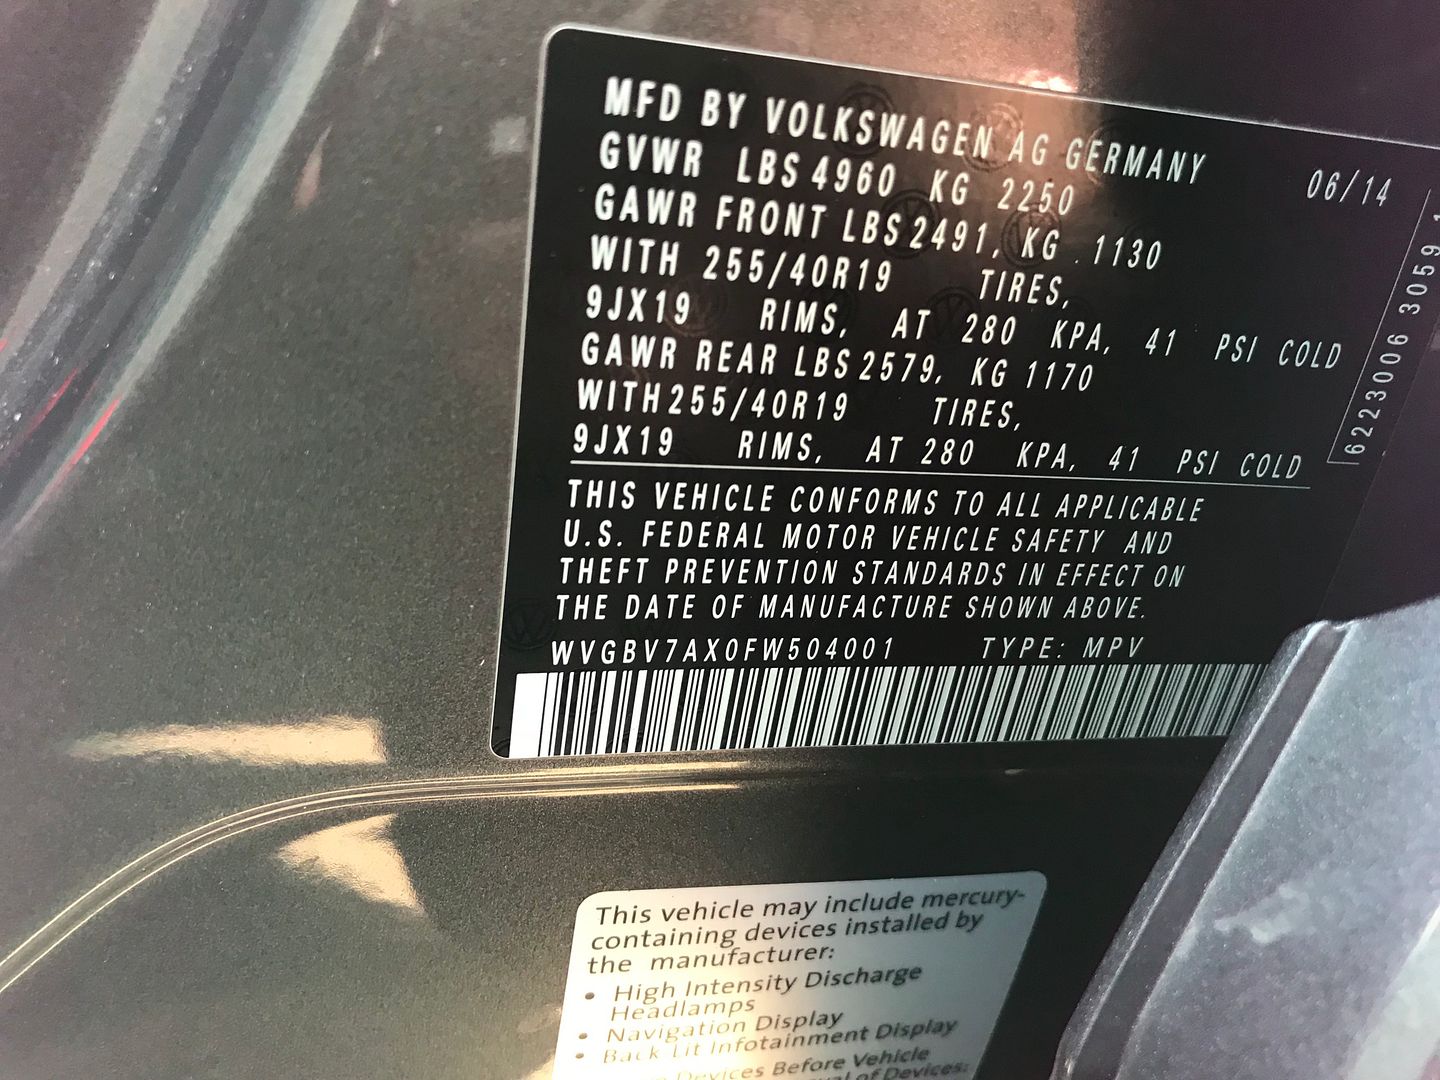 MFD BY VOLKSWAGEN AG GERMANY 06/14
GVWR LBS 4960 KG 2250
GAWR FRONT LBS 2491, KG 1130
WITH 255/40R19 TIRES,
9JX19 RIMS, AT 280 KPA, 41 PSI COLD
GAWR REAR LBS 2579, KG 1170
WITH 255/40R19 TIRES,
9JX19 RIMS, AT 280 KPA, 41 PSI COLD
THIS VEHICLE CONFORMS TO ALL APPLICABLE
U.S. FEDERAL MOTOR VEHICLE SAFETY AND
THEFT PREVENTION STANDARDS IN EFFECT ON
THE DATE OF MANUFACTURE SHOWN ABOVE.
WVGBV7AX0FW504001 TYPE: MPV
6223006 3059
This vehicle may include mercury-
containing devices installed by
the manufacturer:
• High Intensity Discharge
Headlamps
• Navigation Display
• Back Lit Infotainment Display
Devices Before Vehicle
of Devices: